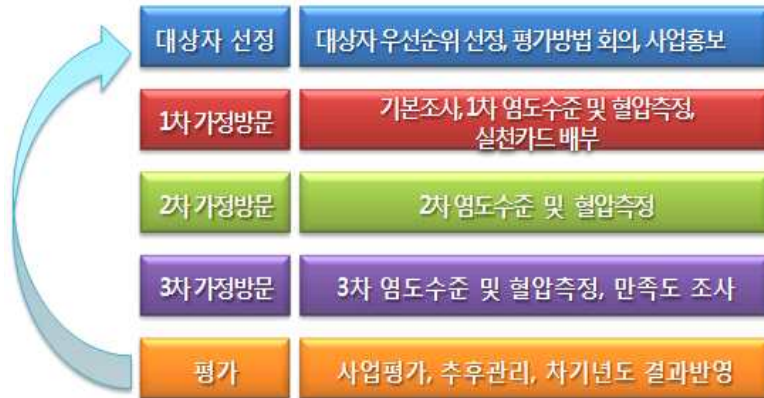 대상자 선정
대상자 우선순위 선정, 평가방법 회의, 사업홍보
1차 가정방문
기본조사, 1차 염도수준 및 혈압측정,
실천카드 배부
2차 가정방문
2차 염도수준 및 혈압측정
3차 가정방문
3차 염도수준 및 혈압측정, 만족도 조사
평가
사업평가, 추후관리, 차기년도 결과반영